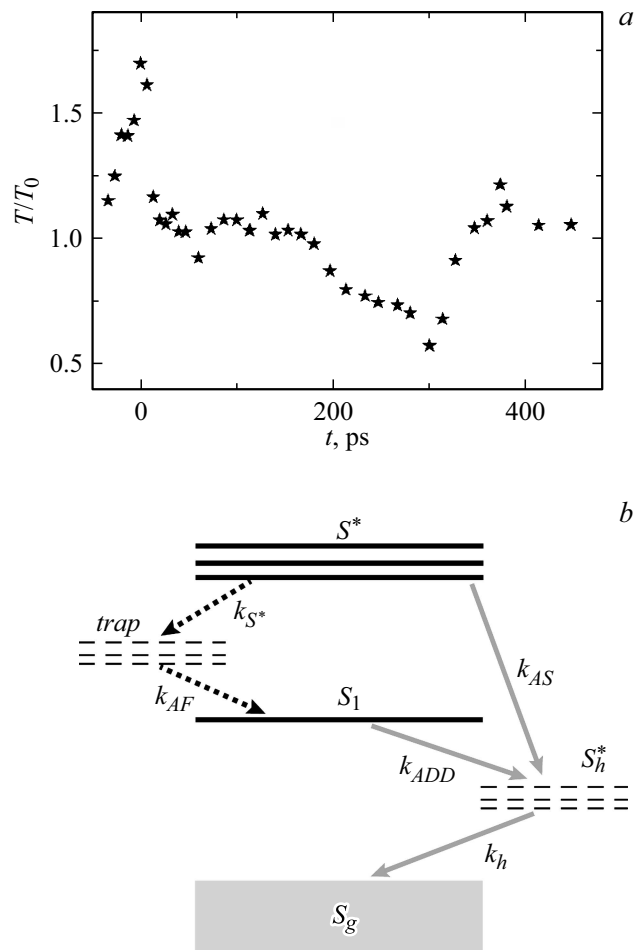 a
1.5
1.0
0.5
T/T0
0 200 400
t, ps
b
S*
kS*
trap
kAS
kAF
S1
S*h
kADD
kh
Sg